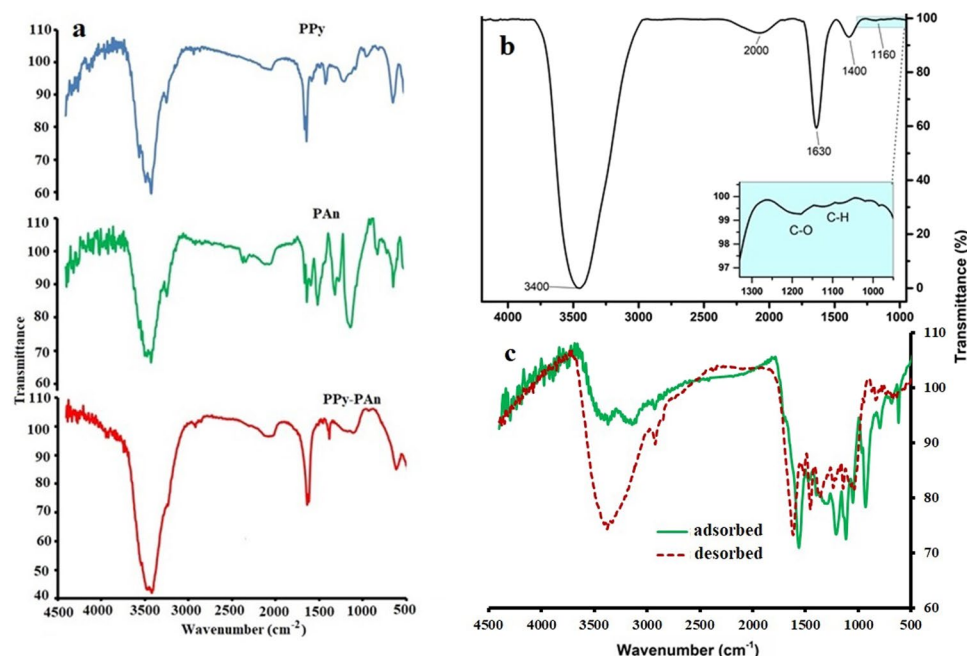 a
PPy
110
100
90
80
70
60
PAn
110
100
90
80
70
60
PPy-PAn
110
100
90
80
70
60
50
40
Transmittance
4500 4000 3500 3000 2500 2000 1500 1000 500
Wavenumber (cm-2)
b
2000
1400
1160
1630
3400
100
80
60
40
20
0
Transmittance (%)
100
99
98
97
C-O
C-H
1300 1200 1100 1000
4000 3500 3000 2500 2000 1500 1000
c
110
100
90
80
70
60
adsorbed
desorbed
4500 4000 3500 3000 2500 2000 1500 1000 500
Wavenumber (cm-1)